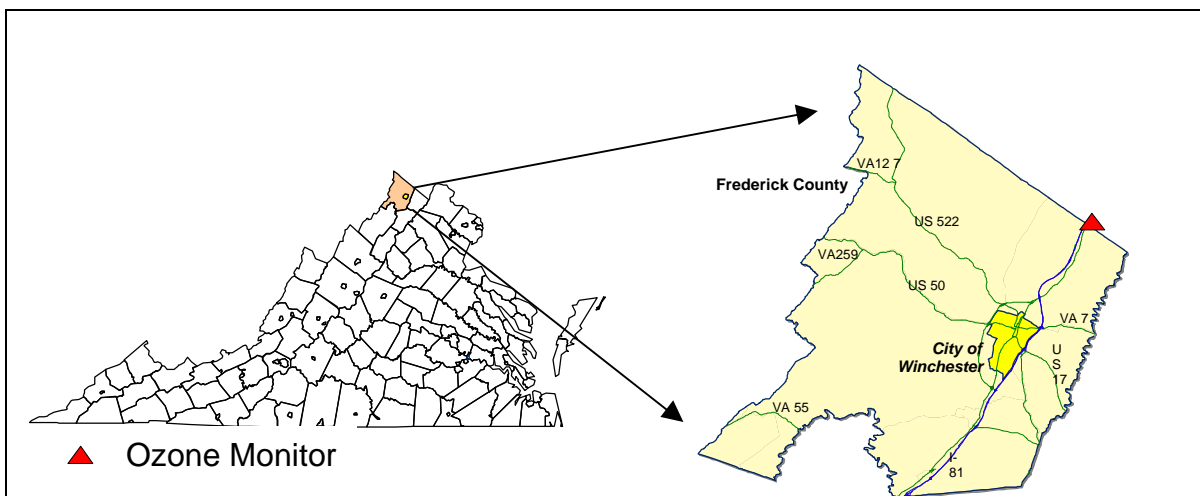 VA12 7
Frederick County
US 522
VA259
US 50
VA 7
City of
Winchester
U
S
17
VA 55
I-
81
Ozone Monitor